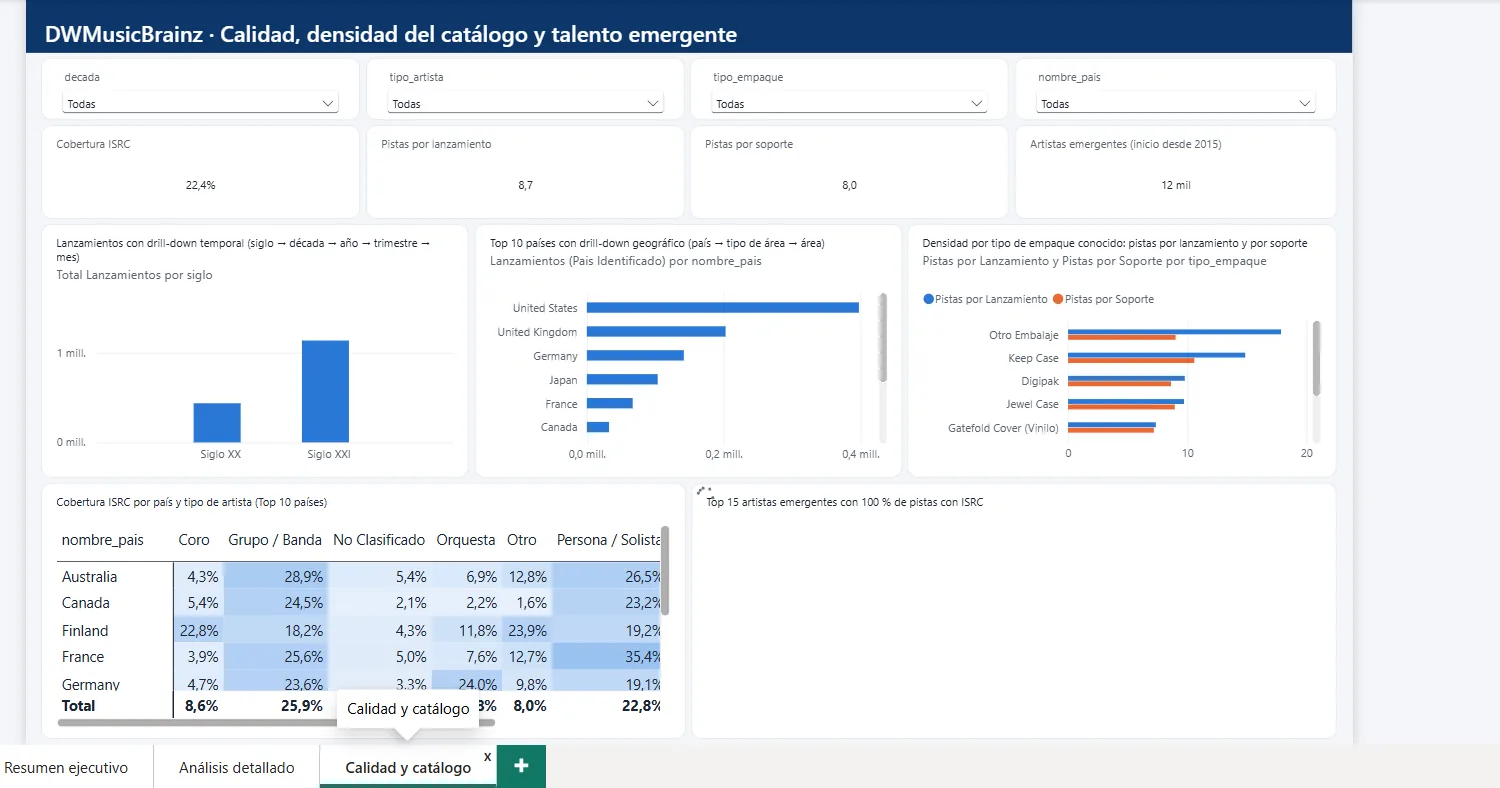 DWMusicBrainz · Calidad, densidad del catálogo y talento emergente
decada
Todas
tipo_artista
Todas
tipo_empaque
Todas
nombre_pais
Todas
Cobertura ISRC
22,4%
Pistas por lanzamiento
8,7
Pistas por soporte
8,0
Artistas emergentes (inicio desde 2015)
12 mil
Lanzamientos con drill-down temporal (siglo → década → año → trimestre →
mes)
Total Lanzamientos por siglo
1 mill.
0 mill.
Siglo XX
Siglo XXI
Top 10 países con drill-down geográfico (país → tipo de área → área)
Lanzamientos (Pais Identificado) por nombre_pais
United States
United Kingdom
Germany
Japan
France
Canada
0,0 mill.
0,2 mill.
0,4 mill.
Densidad por tipo de empaque conocido: pistas por lanzamiento y por soporte
Pistas por Lanzamiento y Pistas por Soporte por tipo_empaque
Pistas por Lanzamiento
Pistas por Soporte
Otro Embalaje
Keep Case
Digipak
Jewel Case
Gatefold Cover (Vinilo)
0
10
20
Cobertura ISRC por país y tipo de artista (Top 10 países)
nombre_pais Coro Grupo / Banda No Clasificado Orquesta Otro Persona / Solista
Australia 4,3% 28,9% 5,4% 6,9% 12,8% 26,5%
Canada 5,4% 24,5% 2,1% 2,2% 1,6% 23,2%
Finland 22,8% 18,2% 4,3% 11,8% 23,9% 19,2%
France 3,9% 25,6% 5,0% 7,6% 12,7% 35,4%
Germany 4,7% 23,6% 3,3% 24,0% 9,8% 19,1%
Total 8,6% 25,9% 8,0% 22,8%
Calidad y catálogo
Top 15 artistas emergentes con 100 % de pistas con ISRC
Resumen ejecutivo
Análisis detallado
Calidad y catálogo
x
+